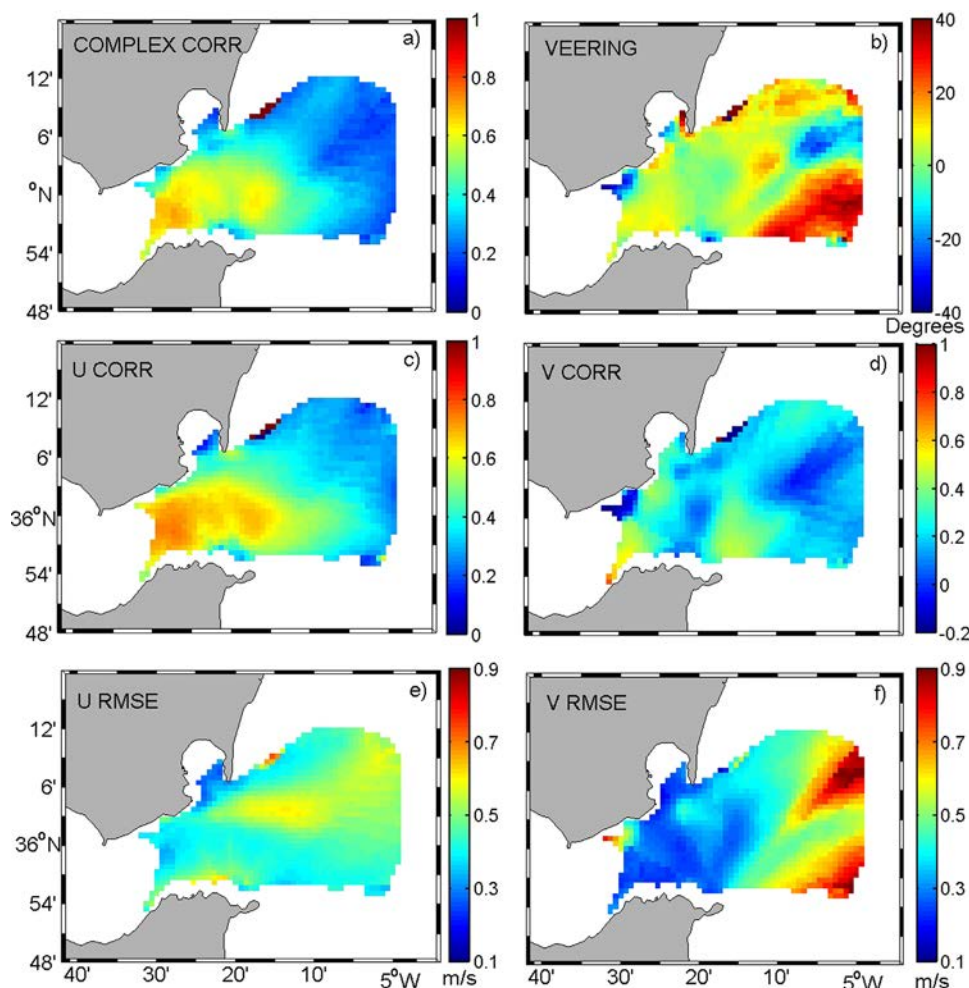 COMPLEX CORR
a)
12'
6'
°N
54'
48'
1
0.8
0.6
0.4
0.2
0
VEERING
b)
40
20
0
-20
-40
Degrees
U CORR
c)
12'
6'
36°N
54'
48'
1
0.8
0.6
0.4
0.2
0
V CORR
d)
1
0.8
0.6
0.4
0.2
0
-0.2
U RMSE
e)
12'
6'
36°N
54'
48'
40' 30' 20' 10' 5°W
0.9
0.7
0.5
0.3
0.1
m/s
V RMSE
f)
40' 30' 20' 10' 5°W
0.9
0.7
0.5
0.3
0.1
m/s